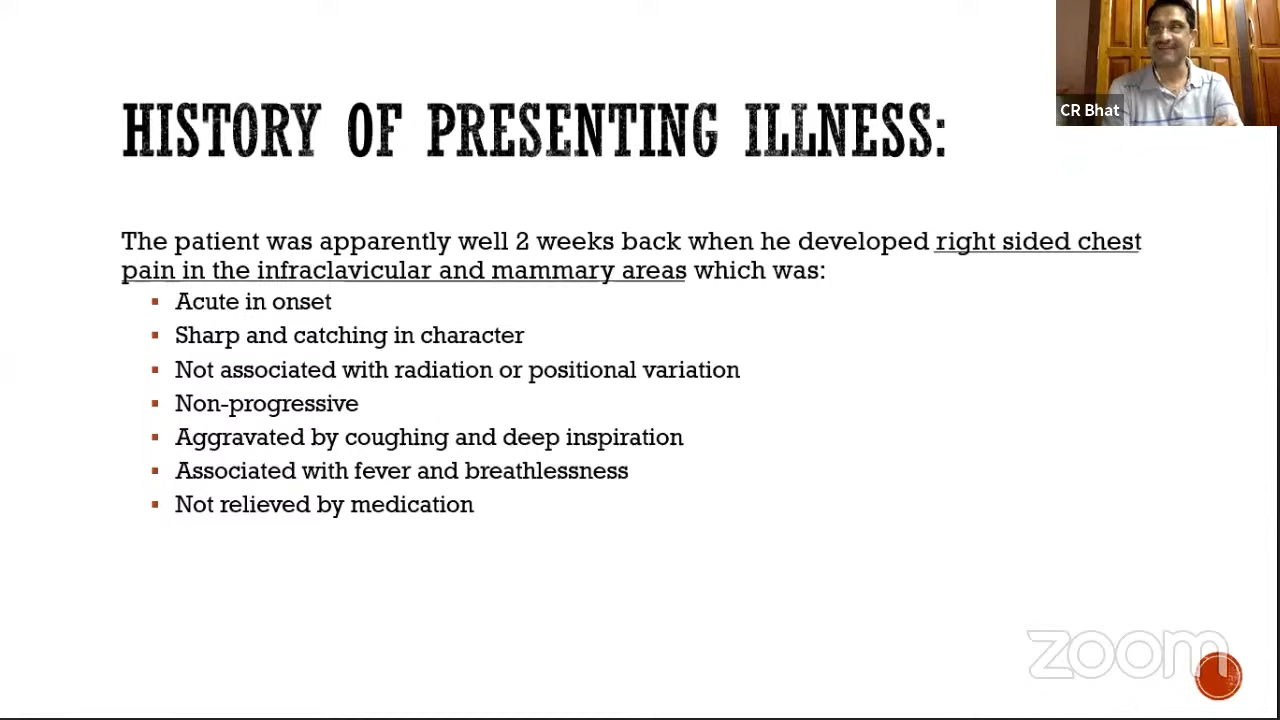 CR Bhat
HISTORY OF PRESENTING ILLNESS:
The patient was apparently well 2 weeks back when he developed right sided chest
pain in the infraclavicular and mammary areas which was:
▪ Acute in onset
▪ Sharp and catching in character
▪ Not associated with radiation or positional variation
▪ Non-progressive
▪ Aggravated by coughing and deep inspiration
▪ Associated with fever and breathlessness
▪ Not relieved by medication
zoom